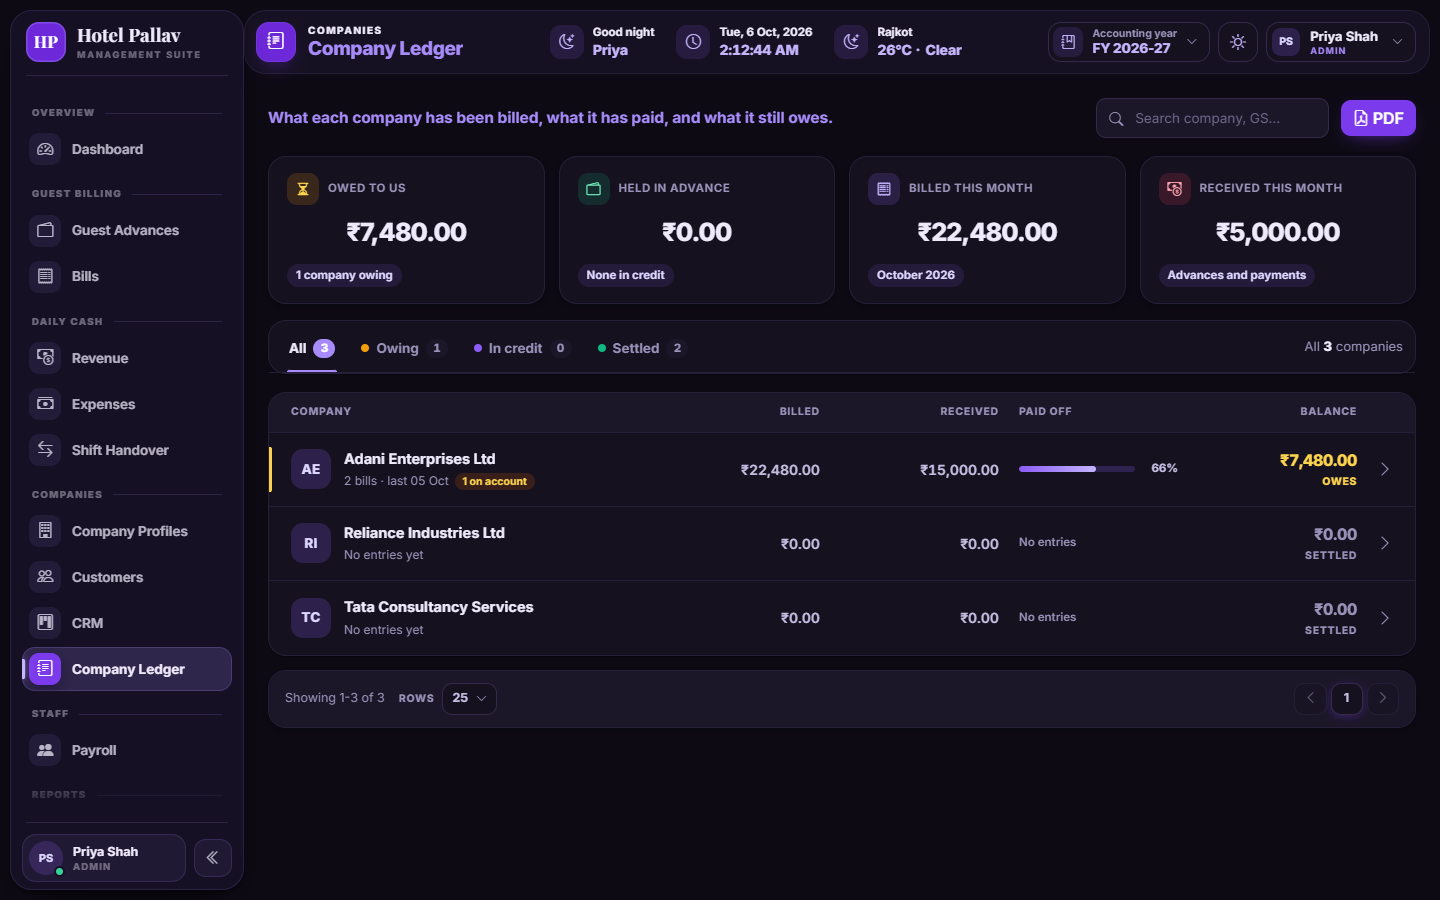 HP
Hotel Pallav
MANAGEMENT SUITE
OVERVIEW
Dashboard
GUEST BILLING
Guest Advances
Bills
DAILY CASH
Revenue
Expenses
Shift Handover
COMPANIES
Company Profiles
Customers
CRM
Company Ledger
STAFF
Payroll
REPORTS
PS
Priya Shah
ADMIN
COMPANIES
Company Ledger
Good night
Priya
Tue, 6 Oct, 2026
2:12:44 AM
Rajkot
26°C · Clear
Accounting year
FY 2026-27
PS
Priya Shah
ADMIN
What each company has been billed, what it has paid, and what it still owes.
Search company, GS...
PDF
OWED TO US
₹7,480.00
1 company owing
HELD IN ADVANCE
₹0.00
None in credit
BILLED THIS MONTH
₹22,480.00
October 2026
RECEIVED THIS MONTH
₹5,000.00
Advances and payments
All 3
Owing 1
In credit 0
Settled 2
All 3 companies
COMPANY BILLED RECEIVED PAID OFF BALANCE
AE
Adani Enterprises Ltd
2 bills · last 05 Oct 1 on account
₹22,480.00 ₹15,000.00 66%
₹7,480.00
OWES
RI
Reliance Industries Ltd
No entries yet
₹0.00 ₹0.00 No entries
₹0.00
SETTLED
TC
Tata Consultancy Services
No entries yet
₹0.00 ₹0.00 No entries
₹0.00
SETTLED
Showing 1-3 of 3 ROWS 25
1